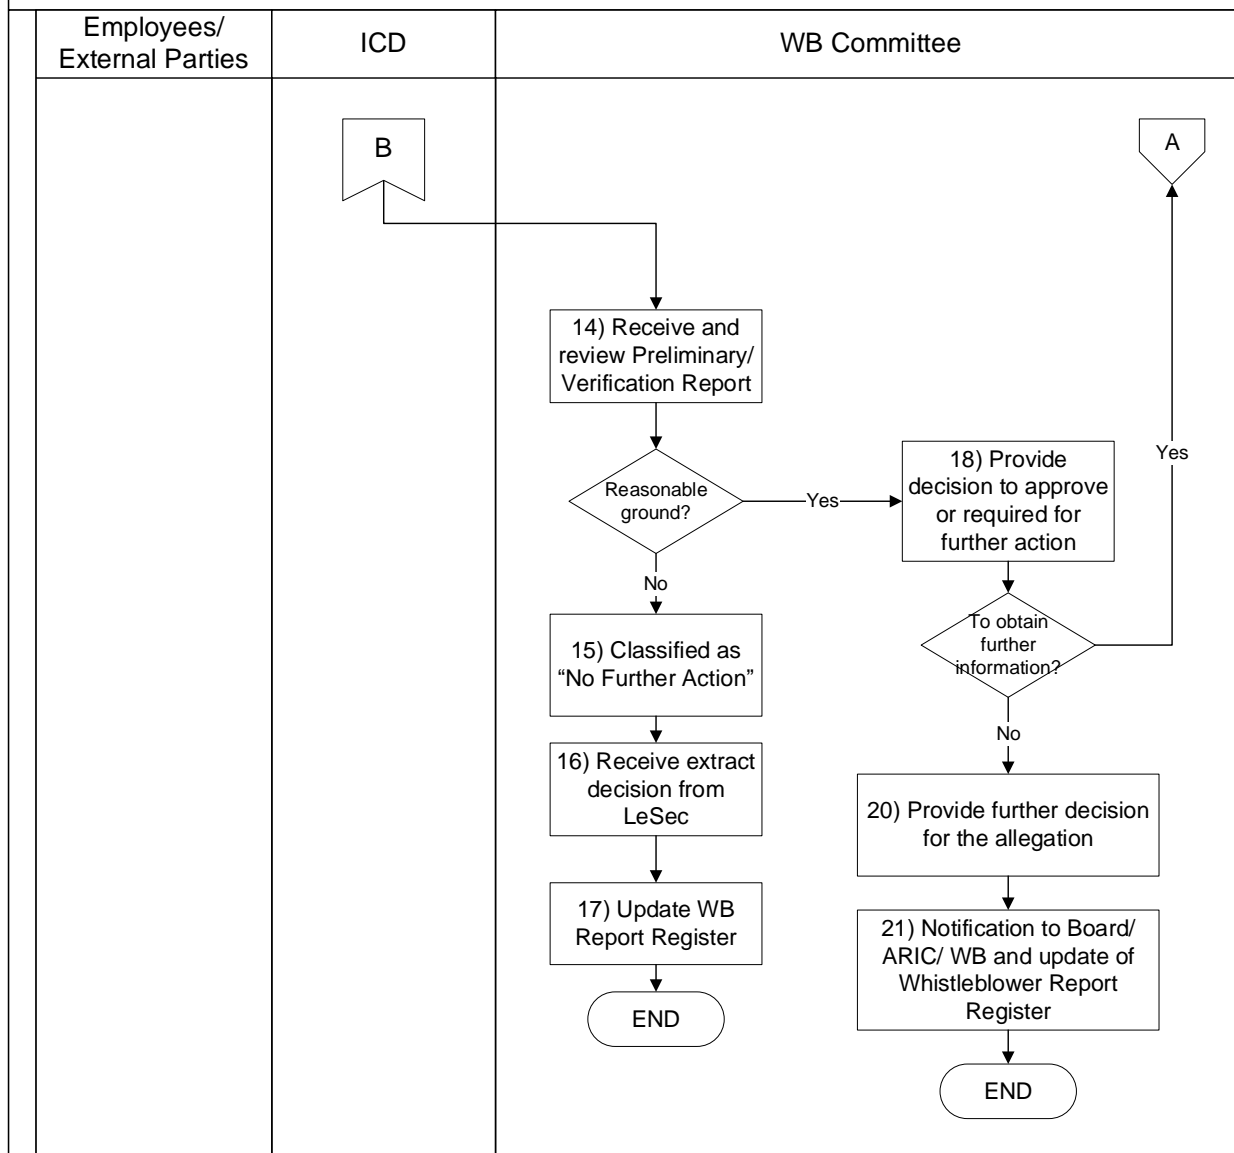 Employees/
External Parties
ICD
WB Committee
B
A
14) Receive and
review Preliminary/
Verification Report
Reasonable
ground?
Yes
No
18) Provide
decision to approve
or required for
further action
Yes
To obtain
further
information?
No
15) Classified as
“No Further Action”
16) Receive extract
decision from
LeSec
17) Update WB
Report Register
END
20) Provide further decision
for the allegation
21) Notification to Board/
ARIC/ WB and update of
Whistleblower Report
Register
END